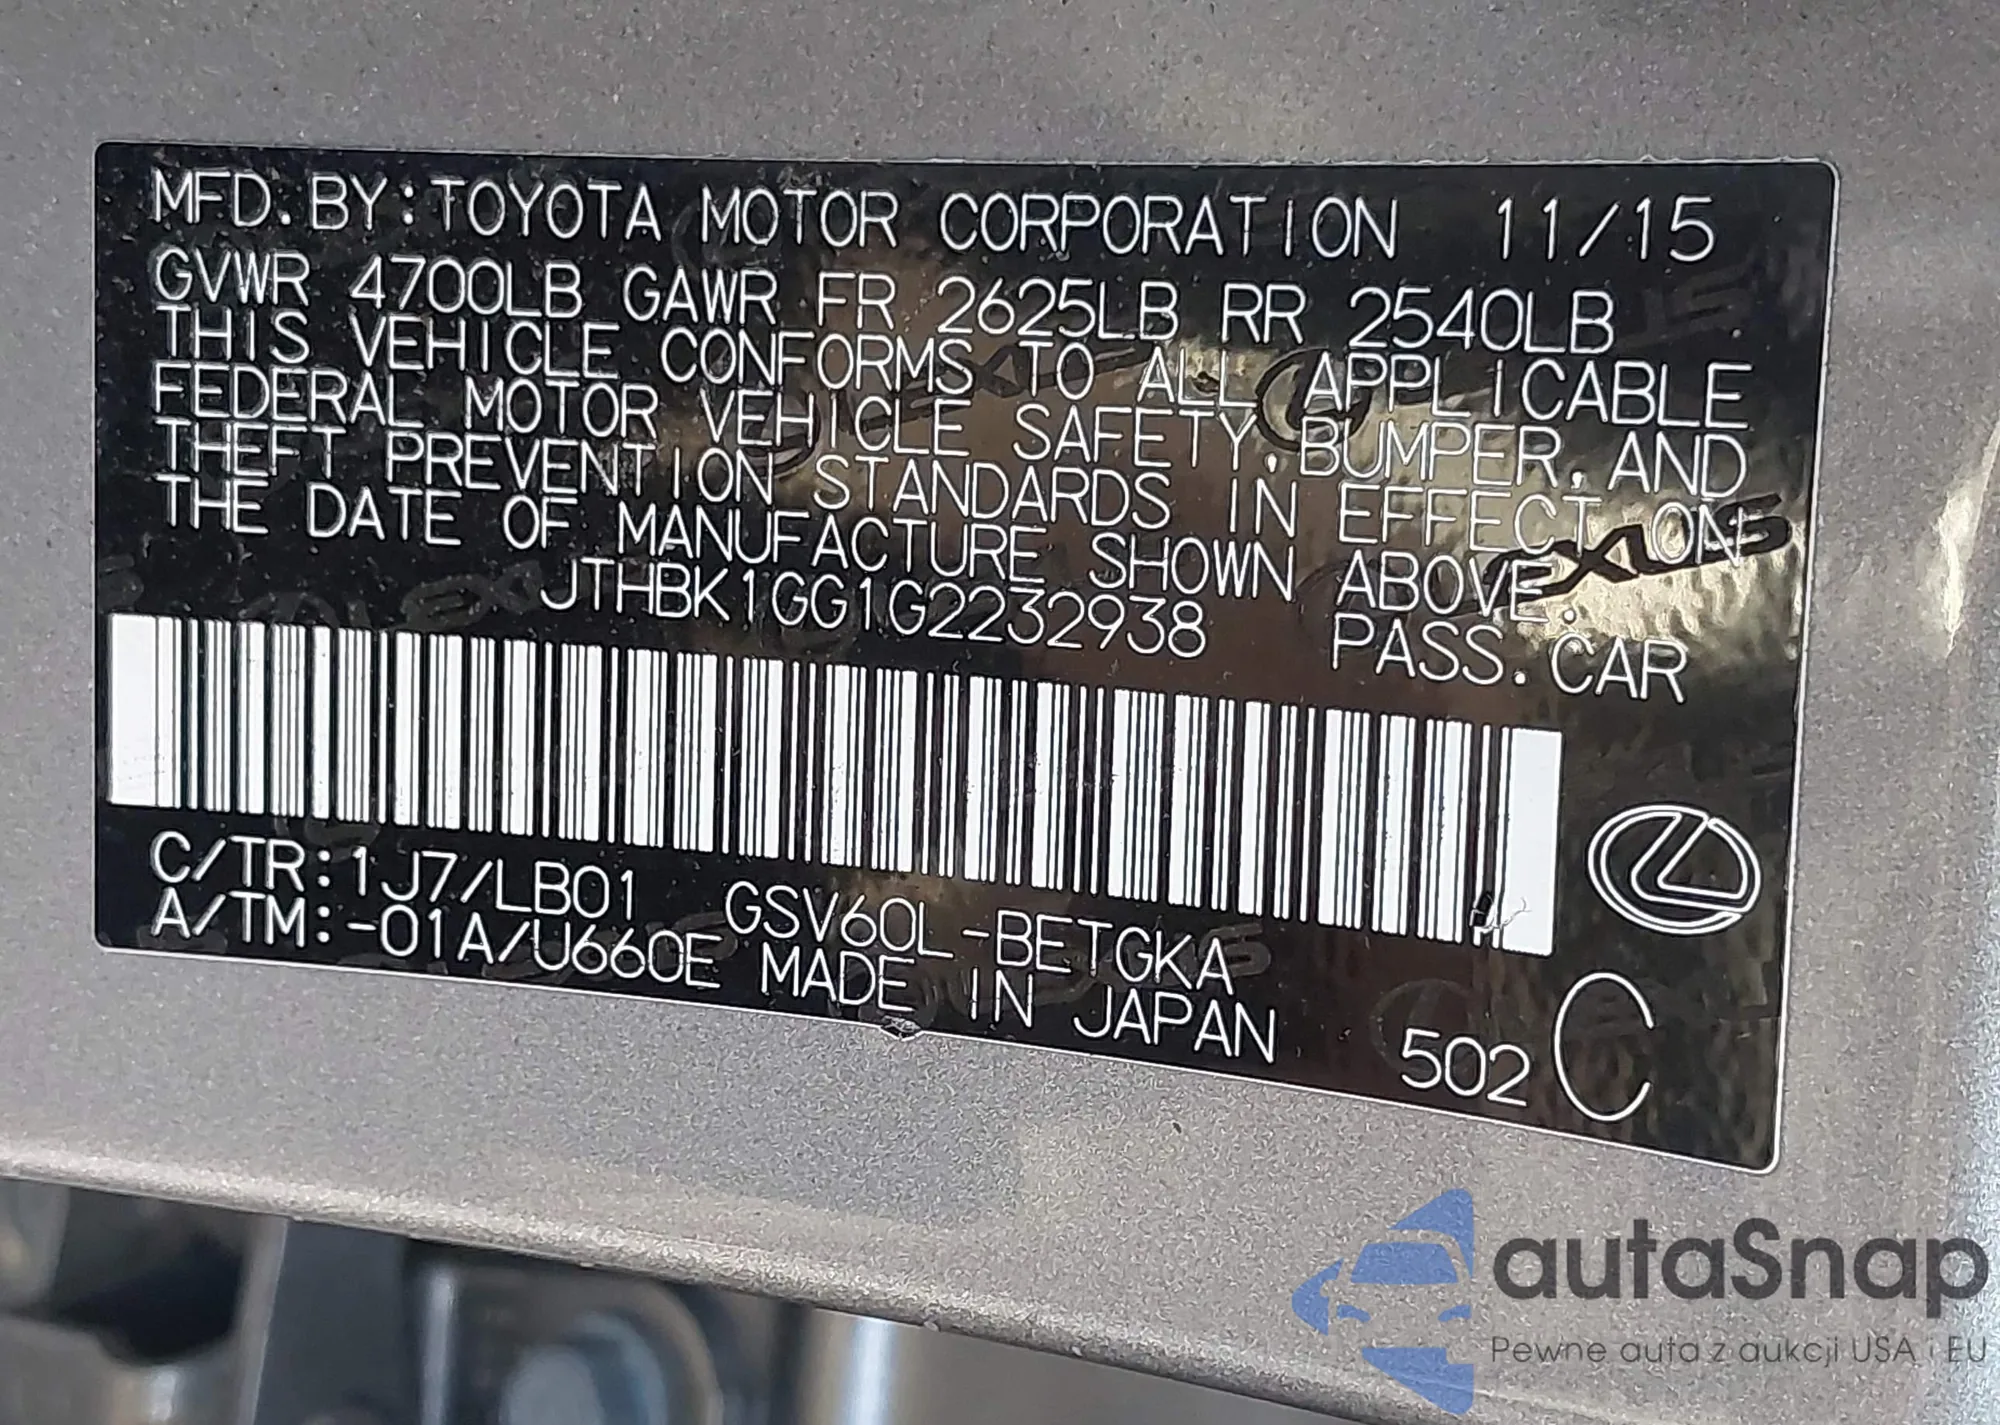 MFD. BY: TOYOTA MOTOR CORPORATION 11/15
GVWR 4700LB GAWR FR 2625LB RR 2540LB
THIS VEHICLE CONFORMS TO ALL APPLICABLE
FEDERAL MOTOR VEHICLE SAFETY, BUMPER, AND
THEFT PREVENTION STANDARDS IN EFFECT ON
THE DATE OF MANUFACTURE SHOWN ABOVE.
JTHBK1GG1G2232938 PASS. CAR
C/TR: 1J7/LB01 GSV60L-BETGKA
A/TM: -01A/U660E MADE IN JAPAN
502 C
autaSnap
Pewne auta z aukcji USA i EU